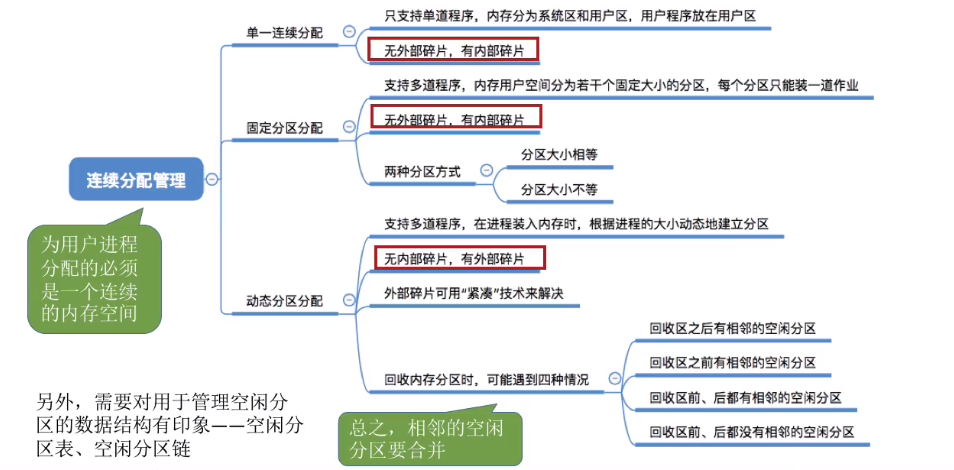 单一连续分配
只支持单道程序，内存分为系统区和用户区，用户程序放在用户区
无外部碎片，有内部碎片
固定分区分配
支持多道程序，内存用户空间分为若干个固定大小的分区，每个分区只能装一道作业
无外部碎片，有内部碎片
两种分区方式
分区大小相等
分区大小不等
连续分配管理
为用户进程
分配的必须
是一个连续
的内存空间
动态分区分配
支持多道程序，在进程装入内存时，根据进程的大小动态地建立分区
无内部碎片，有外部碎片
外部碎片可用“紧凑”技术来解决
回收内存分区时，可能遇到四种情况
回收区之后有相邻的空闲分区
回收区之前有相邻的空闲分区
回收区前、后都有相邻的空闲分区
回收区前、后都没有相邻的空闲分区
总之，相邻的空闲
分区要合并
另外，需要对用于管理空闲分
区的数据结构有印象——空闲分
区表、空闲分区链